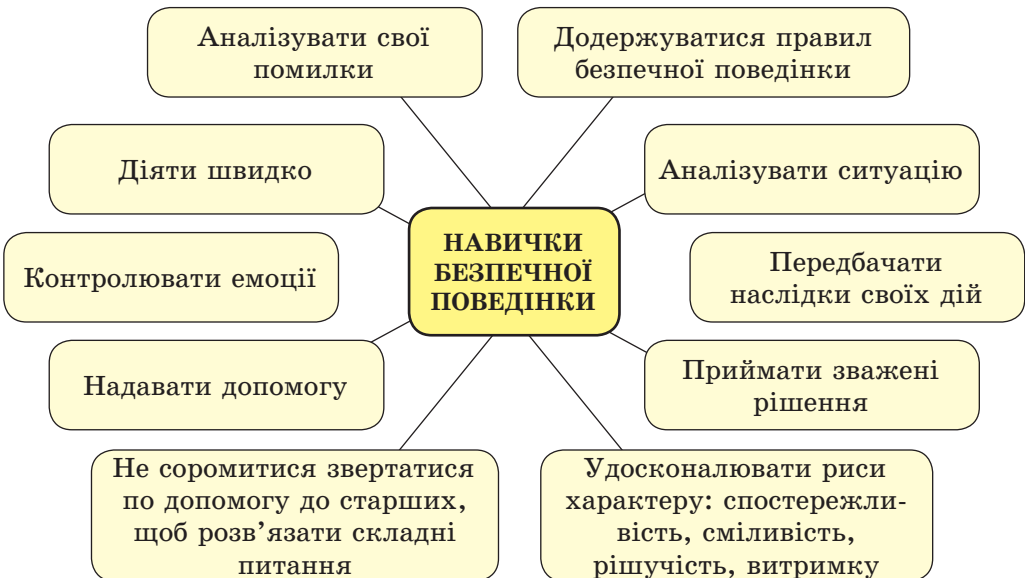 Аналізувати свої
помилки
Додержуватися правил
безпечної поведінки
Діяти швидко
Аналізувати ситуацію
НАВИЧКИ
БЕЗПЕЧНОЇ
ПОВЕДІНКИ
Контролювати емоції
Передбачати
наслідки своїх дій
Надавати допомогу
Приймати зважені
рішення
Не соромитися звертатися
по допомогу до старших,
щоб розв’язати складні
питання
Удосконалювати риси
характеру: спостережли-
вість, сміливість,
рішучість, витримку